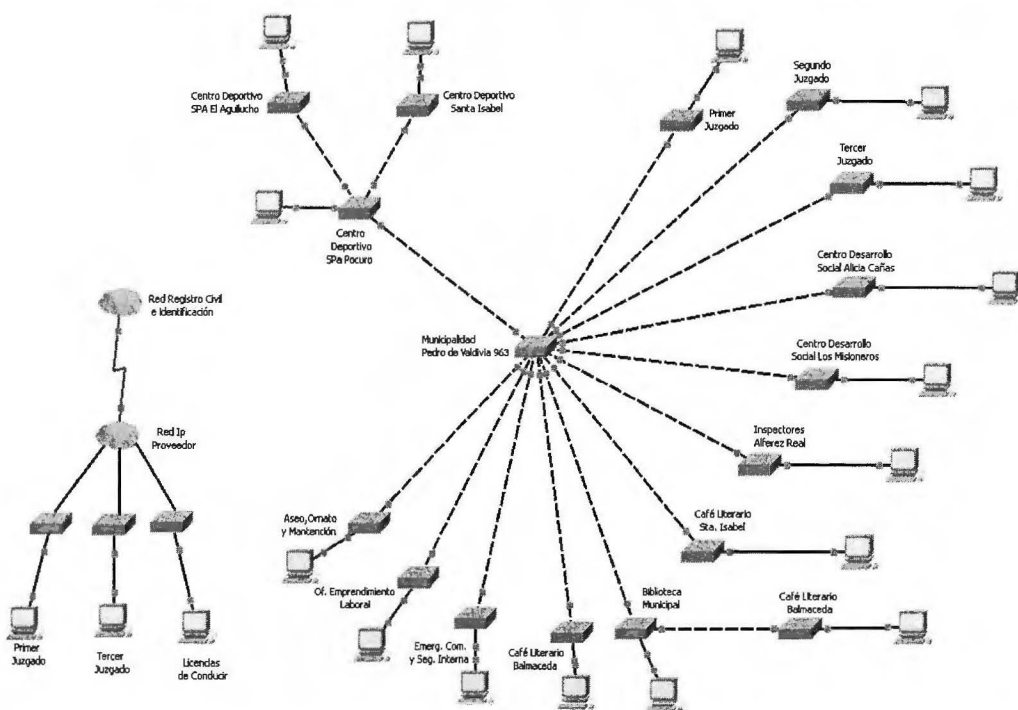 Centro Deportivo
SPA El Aguilucho
Centro Deportivo
Santa Isabel
Primer
Juzgado
Segundo
Juzgado
Tercer
Juzgado
Centro
Deportivo
SPa Pocuro
Centro Desarrollo
Social Alicia Cañas
Red Registro Civil
e Identificación
Municipalidad
Pedro de Valdivia 963
Centro Desarrollo
Social Los Misioneros
Red Ip
Proveedor
Inspectores
Alferez Real
Aseo,Ornato
y Mantención
Café Literario
Sta. Isabel
Of. Emprendimiento
Laboral
Biblioteca
Municipal
Café Literario
Balmaceda
Emerg. Com.
y Seg. Interna
Café Literario
Balmaceda
Primer
Juzgado
Tercer
Juzgado
Licencias
de Conducir